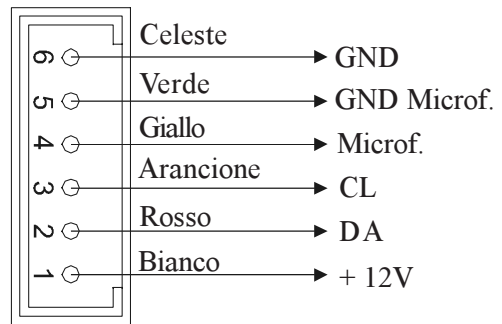 6 Celeste GND
5 Verde GND Microf.
4 Giallo Microf.
3 Arancione CL
2 Rosso DA
1 Bianco + 12V